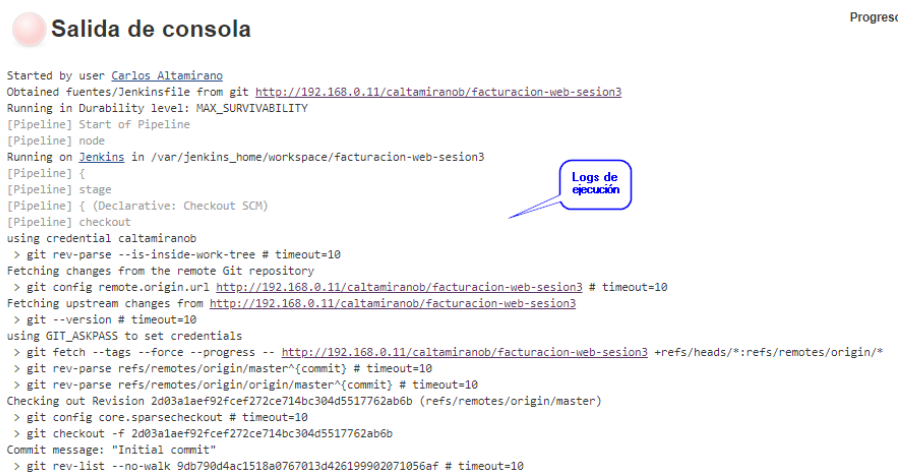 Salida de consola
Progreso
Started by user Carlos Altamirano
Obtained fuentes/Jenkinsfile from git http://192.168.0.11/caltamiranob/facturacion-web-sesion3
Running in Durability level: MAX_SURVIVABILITY
[Pipeline] Start of Pipeline
[Pipeline] node
Running on Jenkins in /var/jenkins_home/workspace/facturacion-web-sesion3
[Pipeline] {
[Pipeline] stage
[Pipeline] { (Declarative: Checkout SCM)
[Pipeline] checkout
Logs de
ejecución
using credential caltamiranob
> git rev-parse --is-inside-work-tree # timeout=10
Fetching changes from the remote Git repository
> git config remote.origin.url http://192.168.0.11/caltamiranob/facturacion-web-sesion3 # timeout=10
Fetching upstream changes from http://192.168.0.11/caltamiranob/facturacion-web-sesion3
> git --version # timeout=10
using GIT_ASKPASS to set credentials
> git fetch --tags --force --progress -- http://192.168.0.11/caltamiranob/facturacion-web-sesion3 +refs/heads/*:refs/remotes/origin/*
> git rev-parse refs/remotes/origin/master^{commit} # timeout=10
> git rev-parse refs/remotes/origin/origin/master^{commit} # timeout=10
Checking out Revision 2d03a1aef92fcef272ce714bc304d5517762ab6b (refs/remotes/origin/master)
> git config core.sparsecheckout # timeout=10
> git checkout -f 2d03a1aef92fcef272ce714bc304d5517762ab6b
Commit message: "Initial commit"
> git rev-list --no-walk 9db790d4ac1518a0767013d426199902071056af # timeout=10